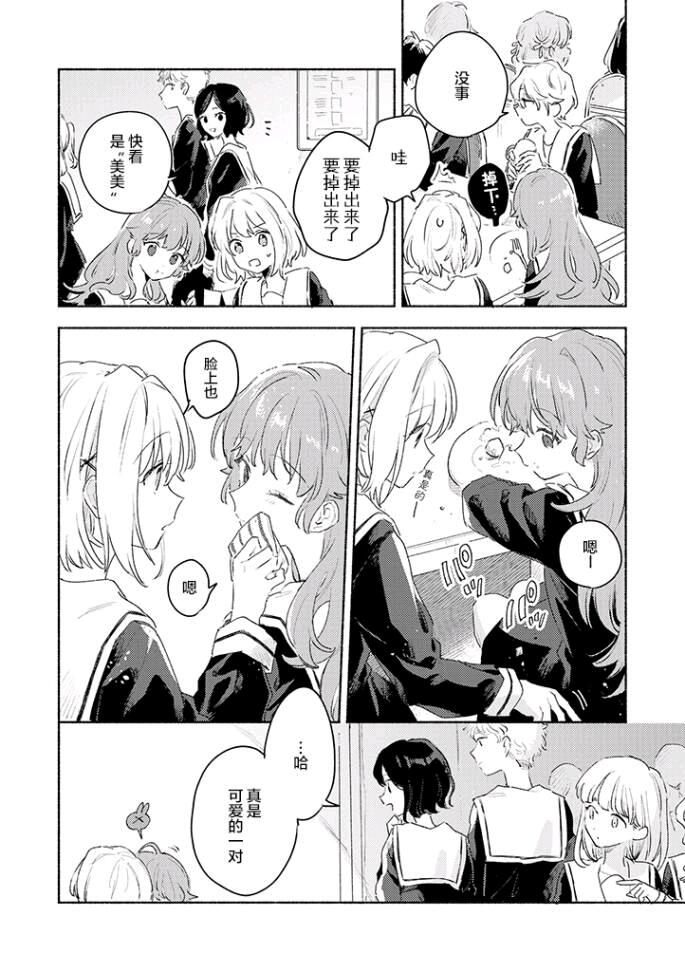 没事
掉下…
哇
要掉出来了
要掉出来了
快看
是“美美”
真是的—
嗯—
脸上也
嗯
…哈
真是
可爱的一对